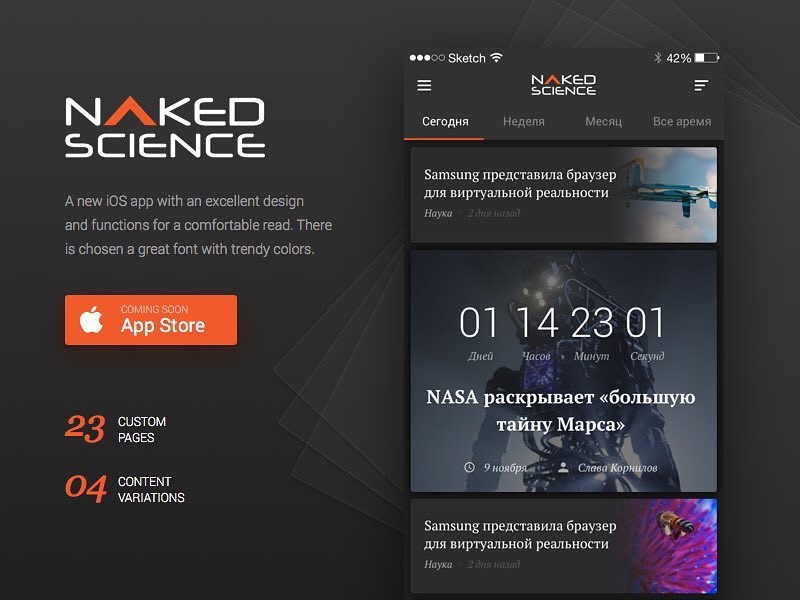 NAKED
SCIENCE
A new iOS app with an excellent design
and functions for a comfortable read. There
is chosen a great font with trendy colors.
COMING SOON
App Store
23 CUSTOM
PAGES
04 CONTENT
VARIATIONS
Sketch 42%
NAKED
SCIENCE
Сегодня Неделя Месяц Все аремя
Samsung представила браузер
для виртуальной реальности
Наука 2 дня назад
01 14 23 01
Дней Часов Минут Секунд
NASA раскрывает «большую
тайну Марса»
9 ноября Слава Корнилов
Samsung представила браузер
для виртуальной реальности
Наука 2 дня назад